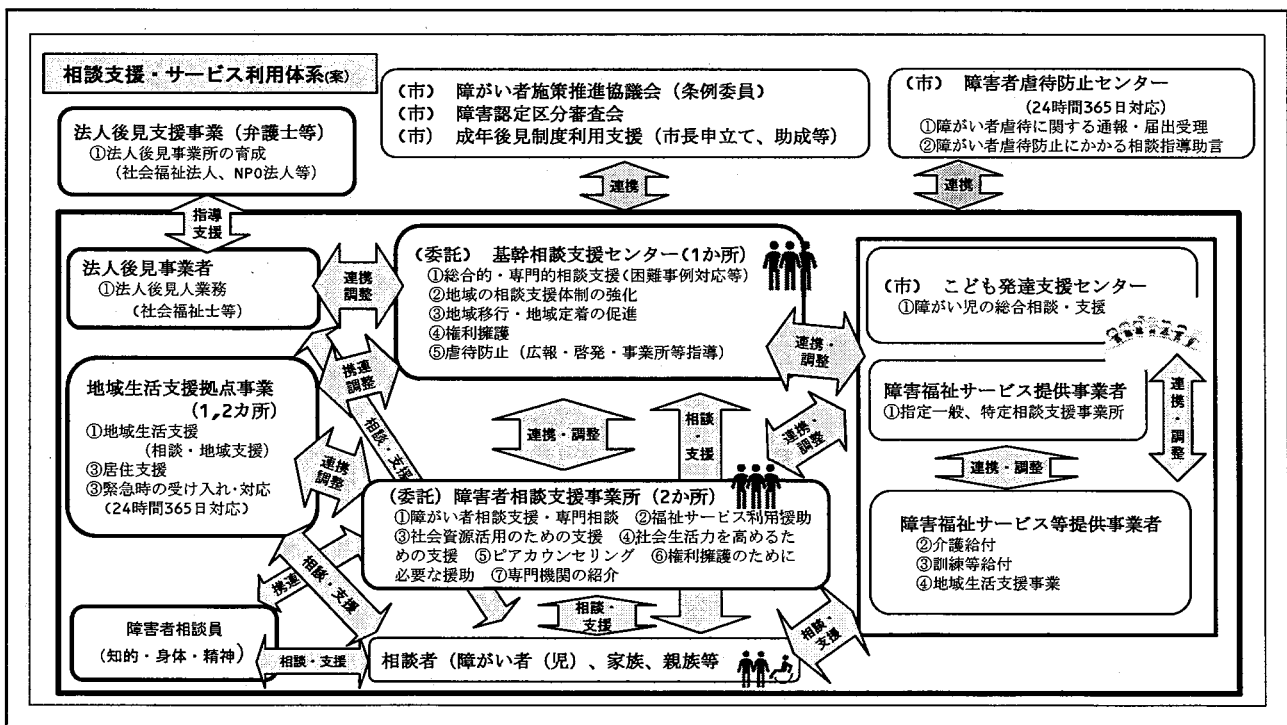 相談支援・サービス利用体系(案)
(市) 障がい者施策推進協議会(条例委員)
(市) 障害認定区分審査会
(市) 成年後見制度利用支援(市長申立て、助成等)
(市) 障害者虐待防止センター
(24時間365日対応)
①障がい者虐待に関する通報・届出受理
②障がい者虐待防止にかかる相談指導助言
法人後見支援事業(弁護士等)
①法人後見事業所の育成
(社会福祉法人、NPO法人等)
連携
連携
指導
支援
法人後見事業者
①法人後見人業務
(社会福祉士等)
連携
調整
(委託) 基幹相談支援センター(1か所)
①総合的・専門的相談支援(困難事例対応等)
②地域の相談支援体制の強化
③地域移行・地域定着の促進
④権利擁護
⑤虐待防止(広報・啓発・事業所等指導)
(市) こども発達支援センター
①障がい児の総合相談・支援
連携・
調整
携連
調整
地域生活支援拠点事業
(1,2カ所)
①地域生活支援
(相談・地域支援)
③居住支援
③緊急時の受け入れ・対応
(24時間365日対応)
障害福祉サービス提供事業者
①指定一般、特定相談支援事業所
連携・調整
相談・支援
連携・調整
相談・支援
連携・
調整
連携
調整
連携・調整
(委託) 障害者相談支援事業所(2か所)
①障がい者相談支援・専門相談 ②福祉サービス利用援助
③社会資源活用のための支援 ④社会生活力を高めるた
めの支援 ⑤ピアカウンセリング ⑥権利擁護のために
必要な援助 ⑦専門機関の紹介
障害福祉サービス等提供事業者
②介護給付
③訓練等給付
④地域生活支援事業
携連
相談・支援
相談・
支援
相談・
支援
障害者相談員
(知的・身体・精神)
相談・支援
相談者(障がい者(児)、家族、親族等